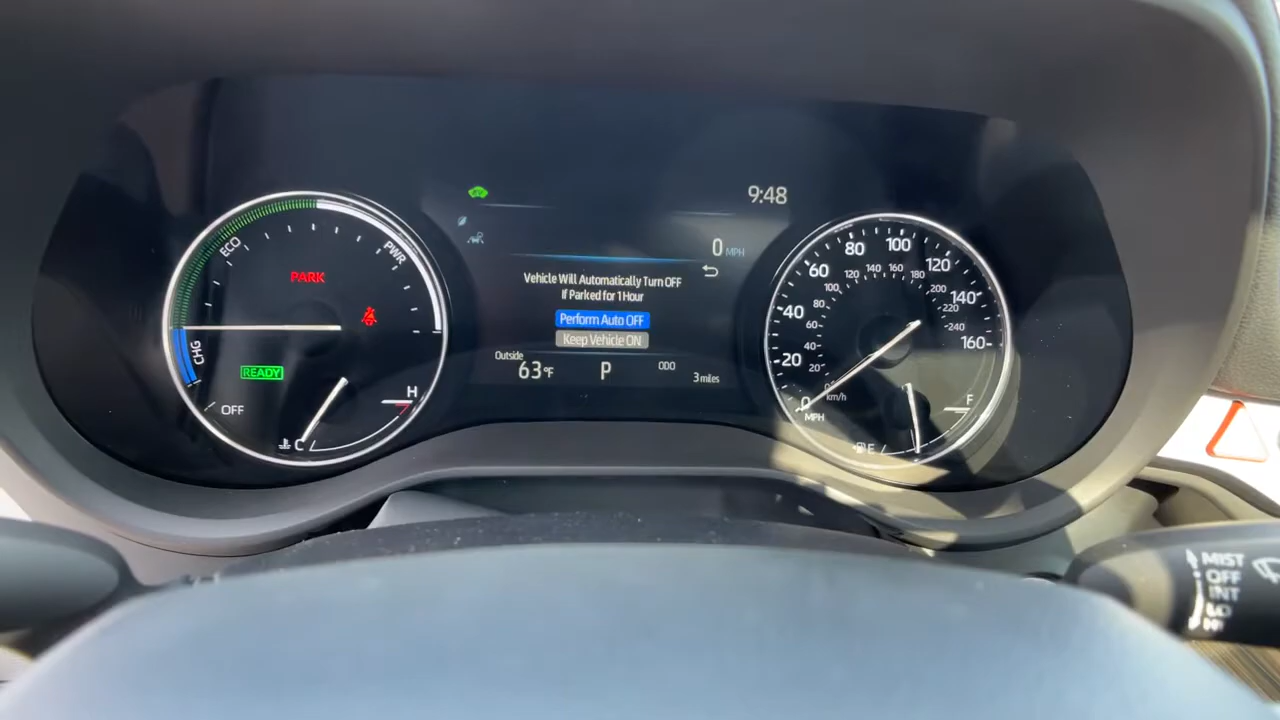 9:48
0 MPH
Vehicle Will Automatically Turn OFF
If Parked for 1 Hour
Perform Auto OFF
Keep Vehicle ON
Outside
63°F
P
ODO
3 miles
ECO
PWR
PARK
CHG
READY
OFF
H
C
0
20
40
60
80
100
120
140
160
MPH
20
40
60
80
100
120
140
160
180
200
220
240
km/h
F
E
MIST
OFF
INT
LO
HI